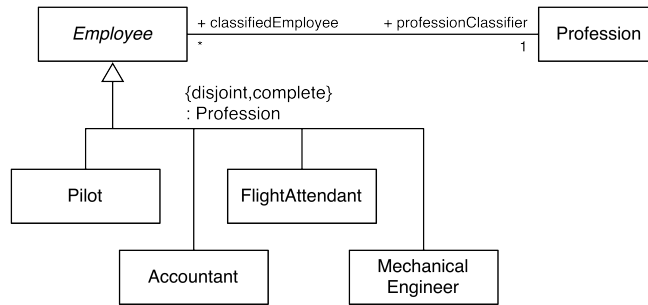 Employee
+ classifiedEmployee
+ professionClassifier
*
1
Profession
{disjoint,complete}
: Profession
Pilot
FlightAttendant
Accountant
Mechanical
Engineer